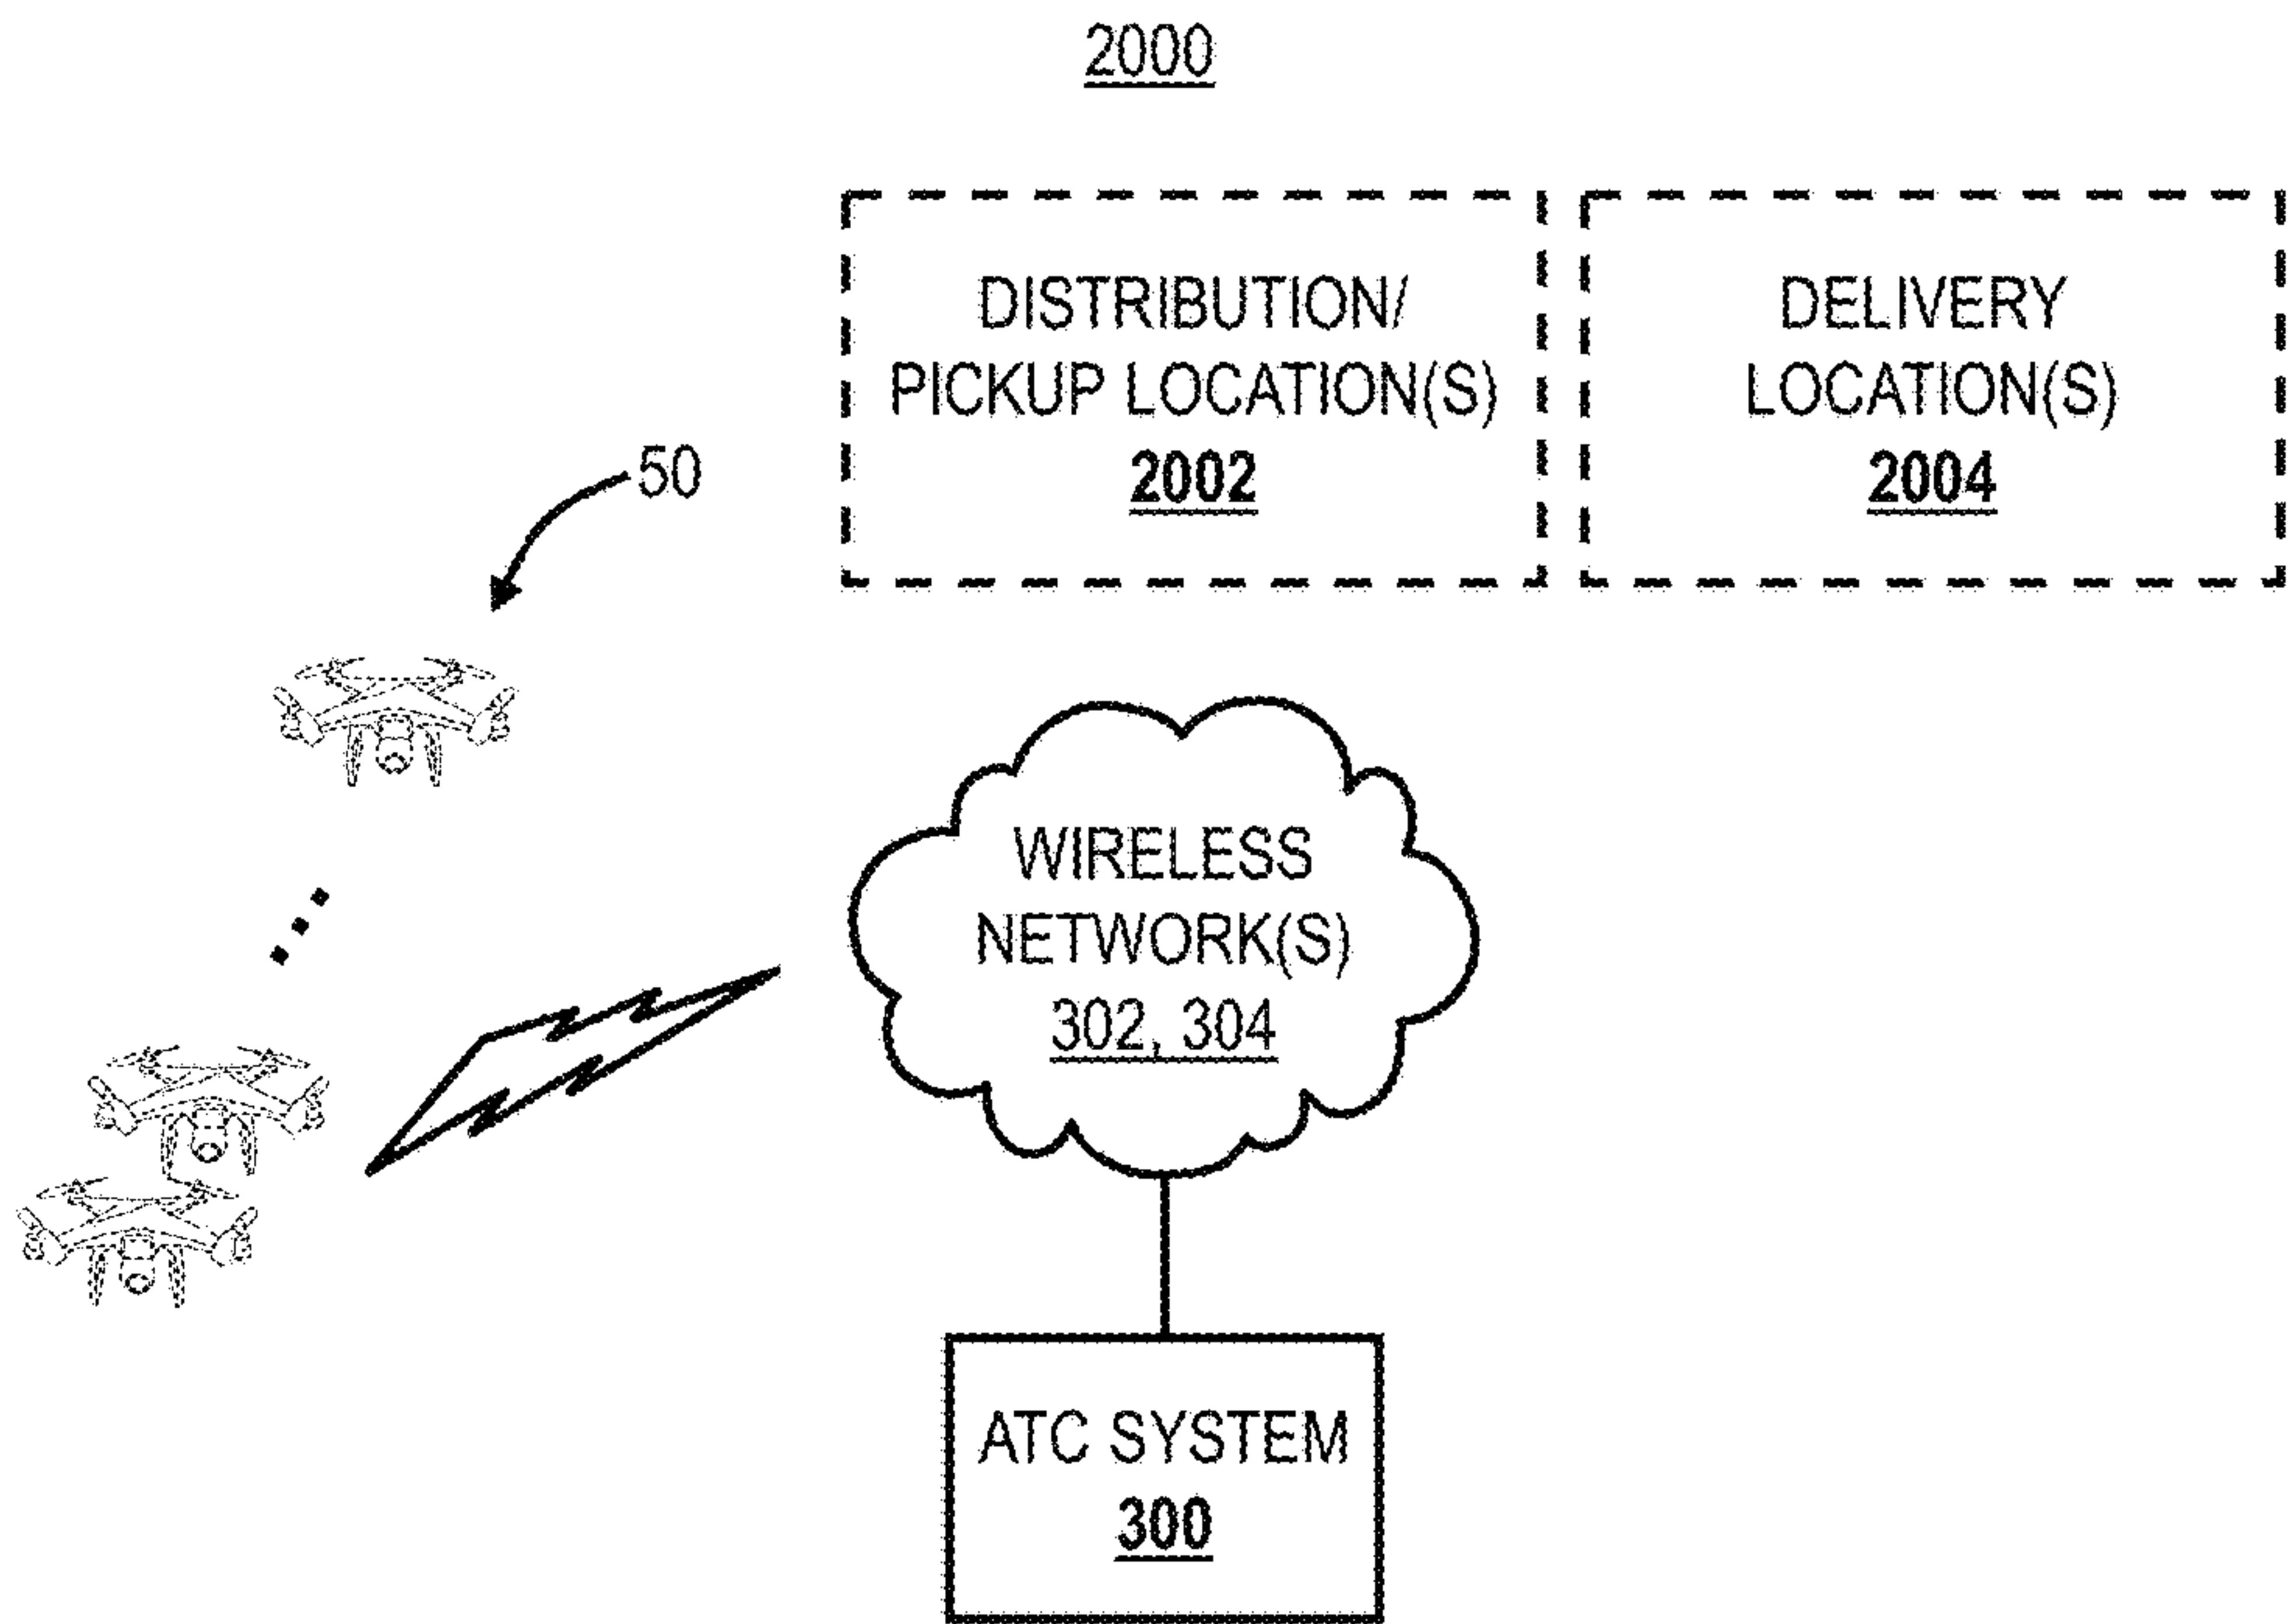 2000
DISTRIBUTION/
PICKUP LOCATION(S)
2002
DELIVERY
LOCATION(S)
2004
50
WIRELESS
NETWORK(S)
302, 304
ATC SYSTEM
300